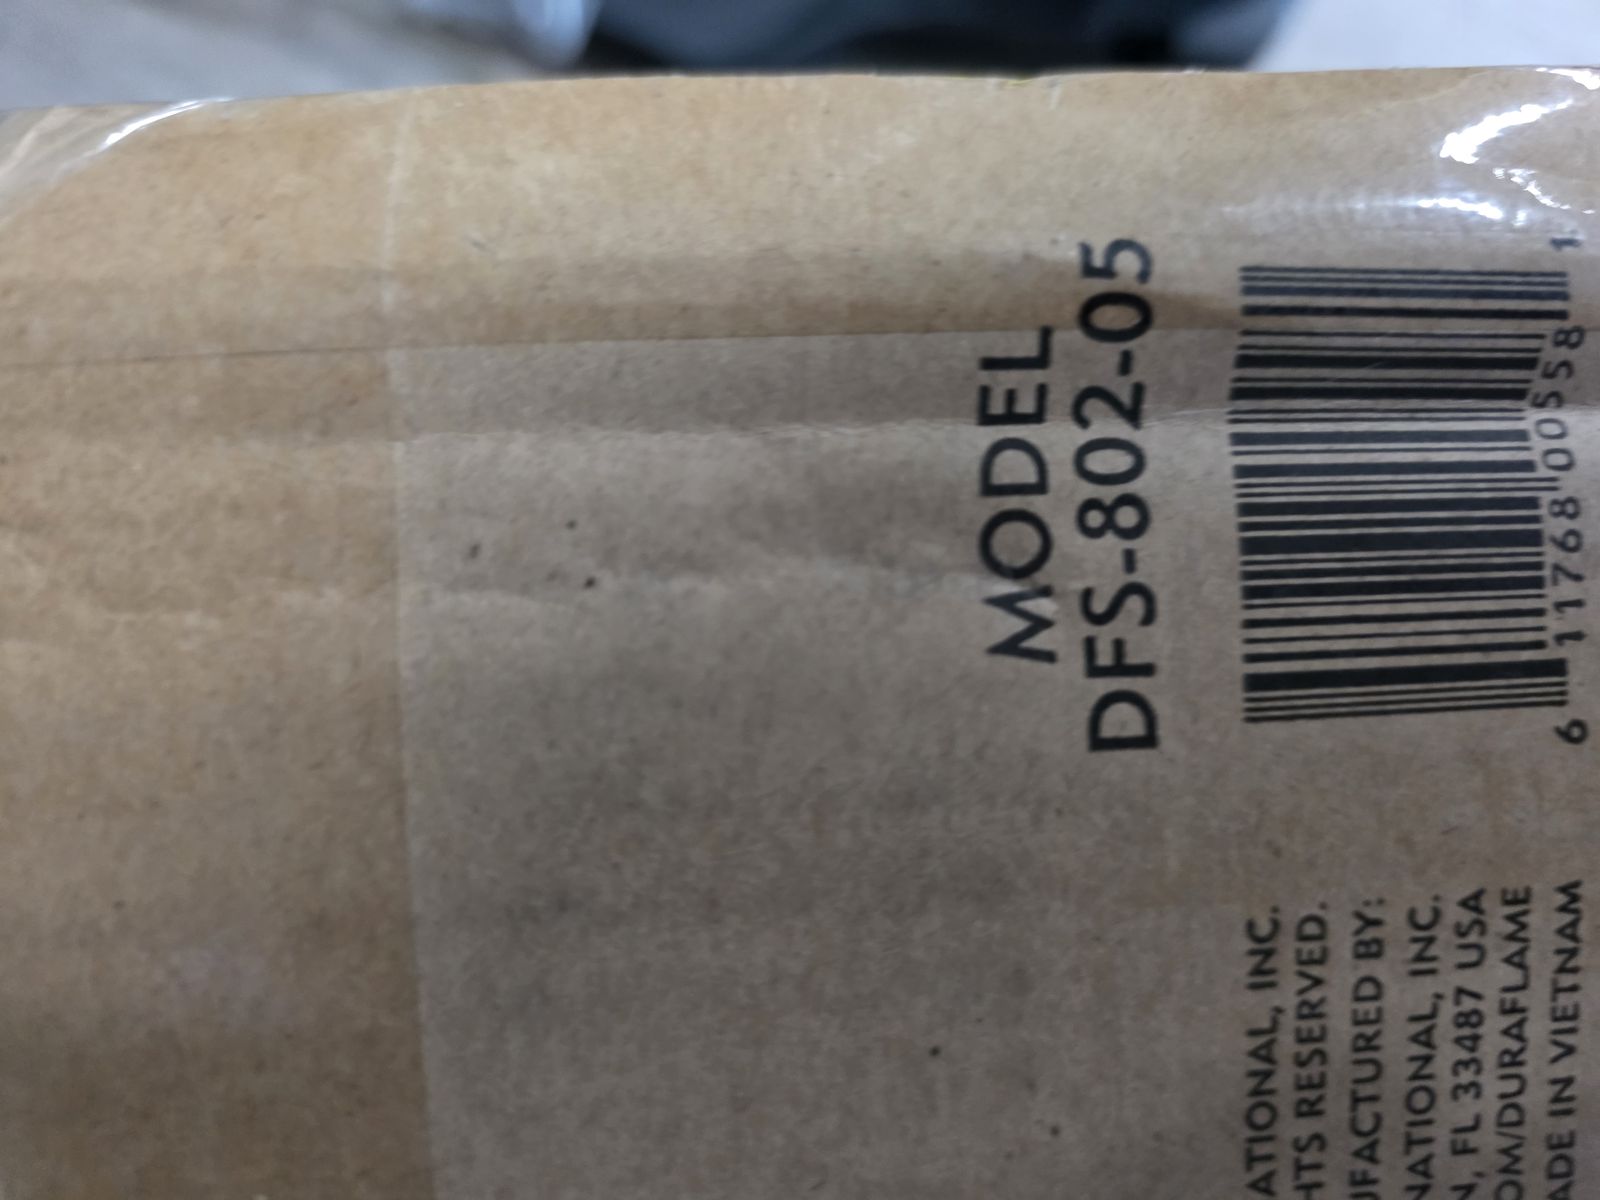 MODEL
DFS-802-05
6 11768 00558 1
ATIONAL, INC.
HTS RESERVED.
UFACTURED BY:
NATIONAL, INC.
N, FL 33487 USA
OM/DURAFLAME
ADE IN VIETNAM